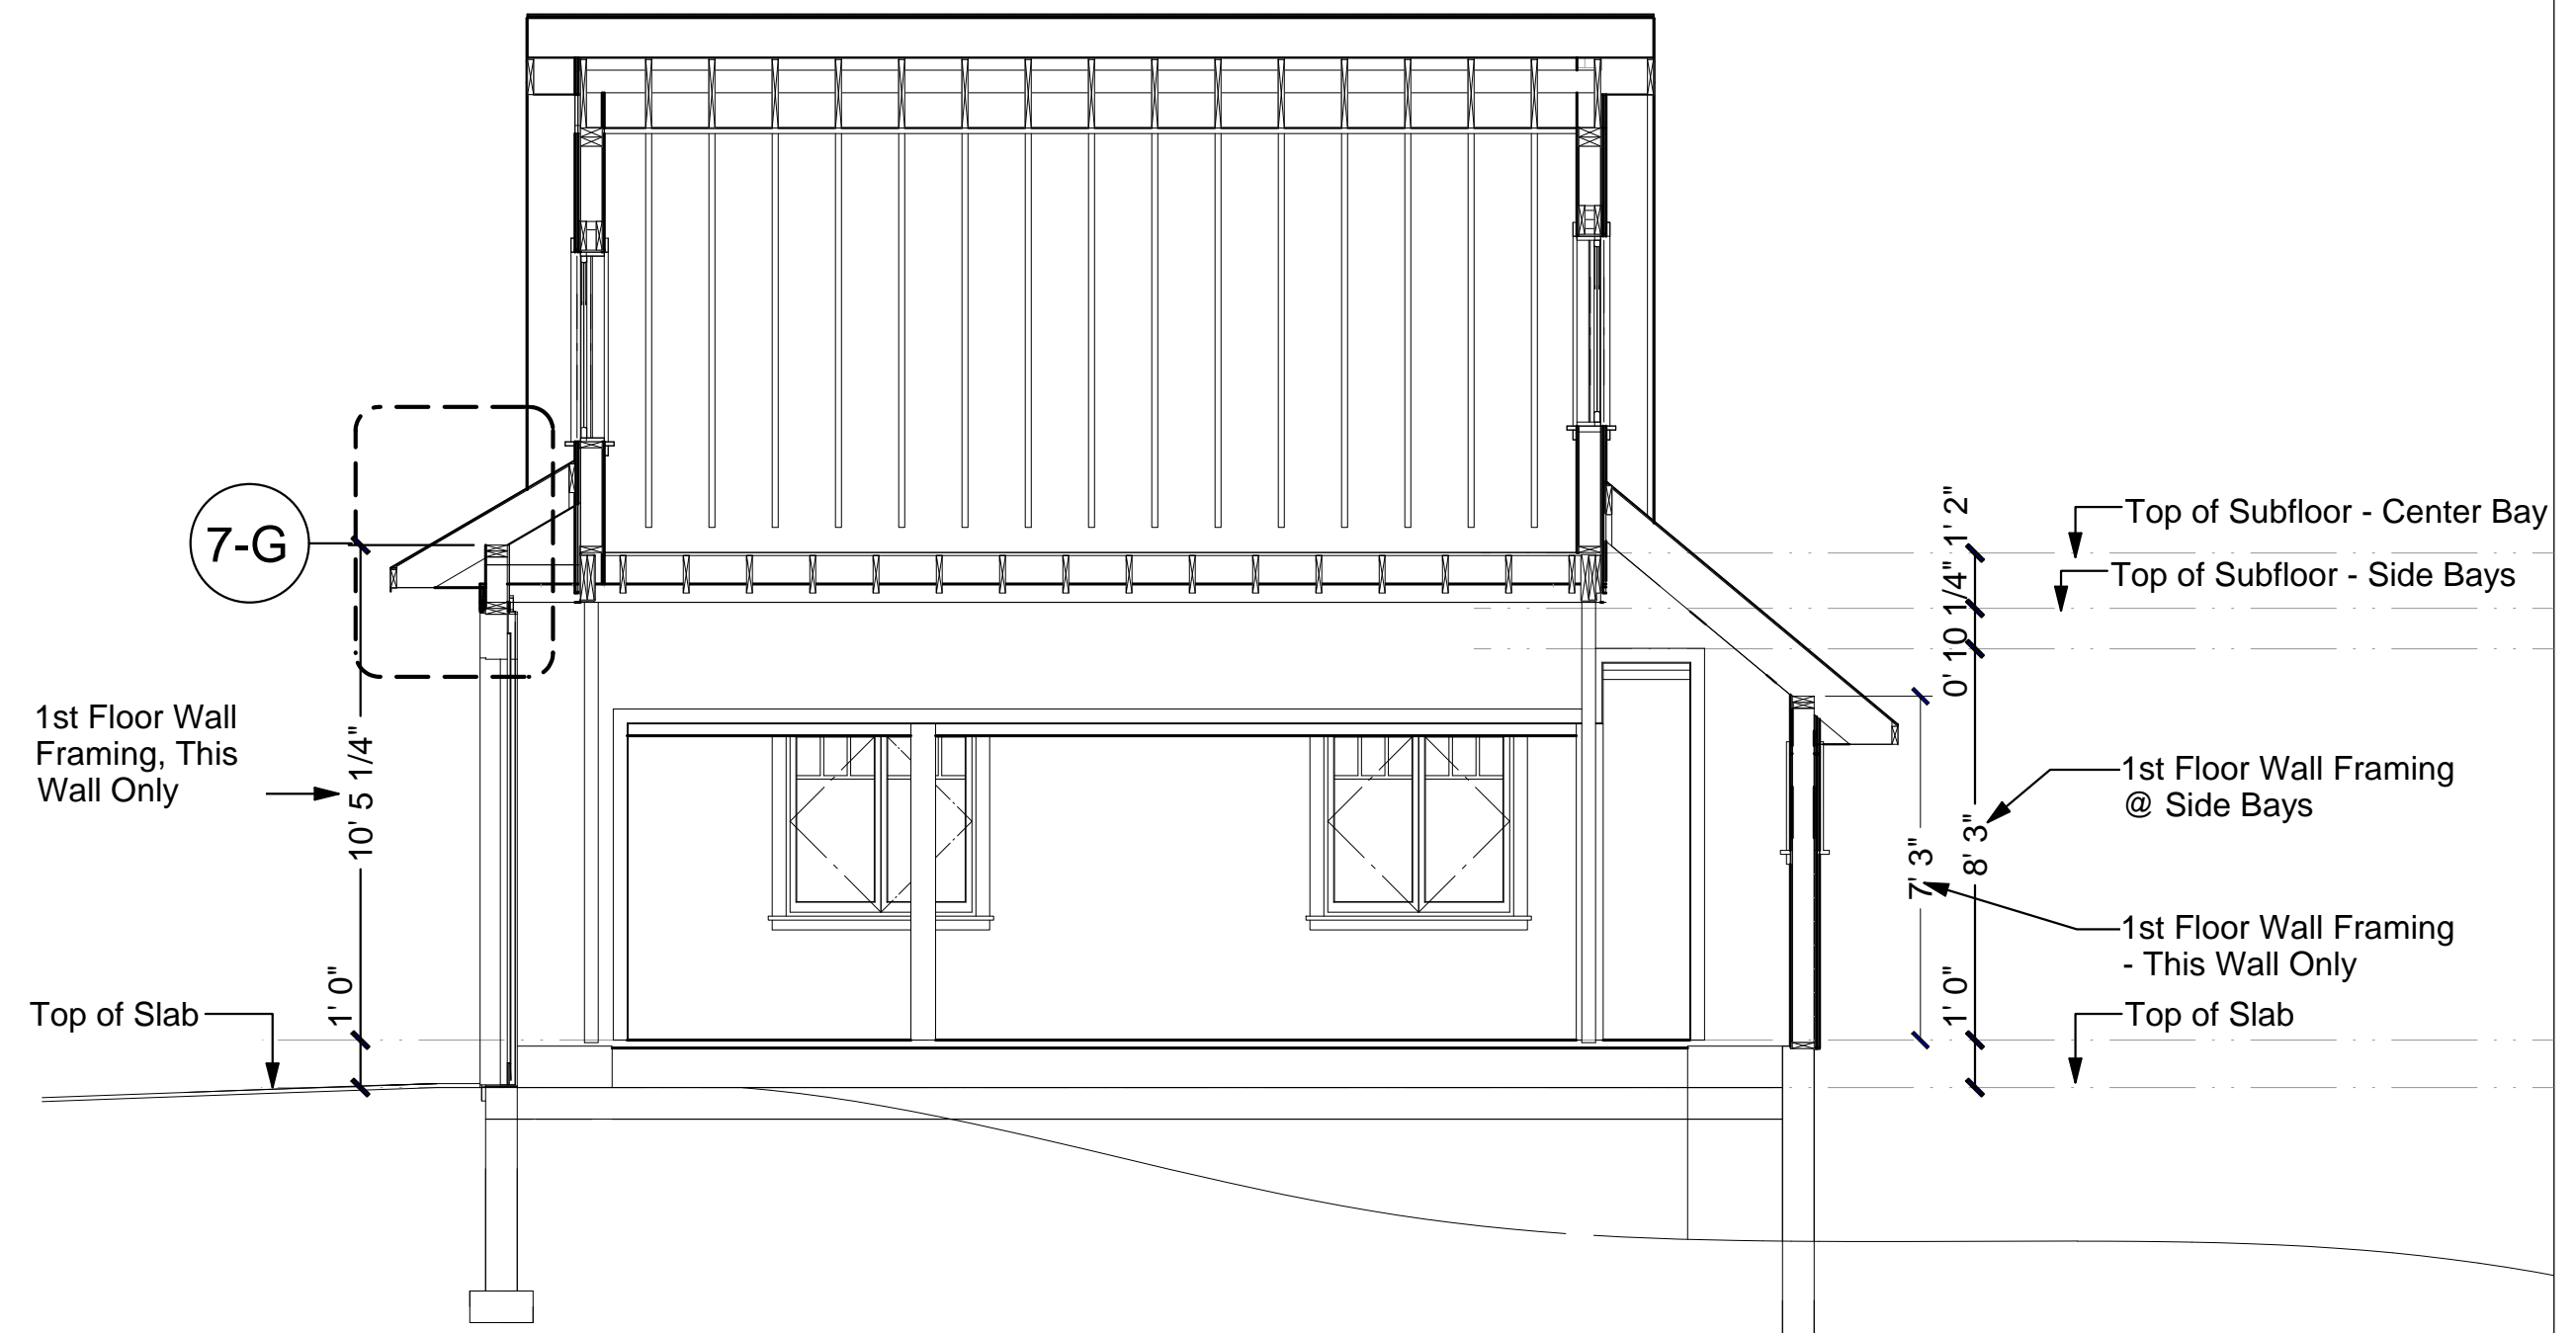 7-G
1st Floor Wall
Framing, This
Wall Only
10' 5 1/4"
1' 0"
Top of Slab
1' 2"
0' 10 1/4"
8' 3"
7' 3"
1' 0"
Top of Subfloor - Center Bay
Top of Subfloor - Side Bays
1st Floor Wall Framing
@ Side Bays
1st Floor Wall Framing
- This Wall Only
Top of Slab